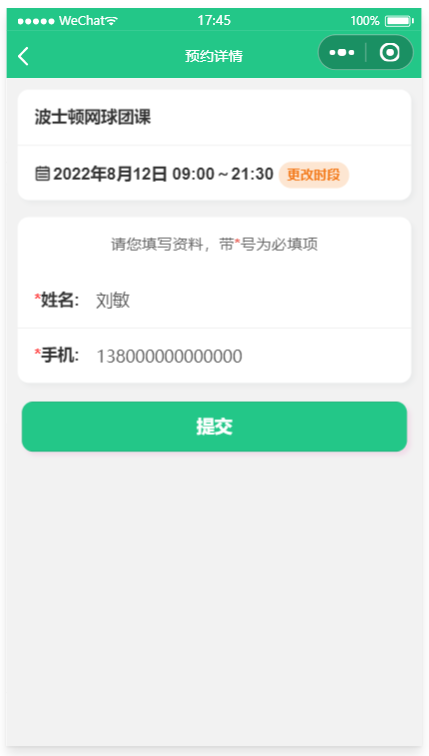 WeChat 17:45 100%
预约详情
波士顿网球团课
2022年8月12日 09:00～21:30 更改时段
请您填写资料，带*号为必填项
*姓名: 刘敏
*手机: 138000000000000
提交